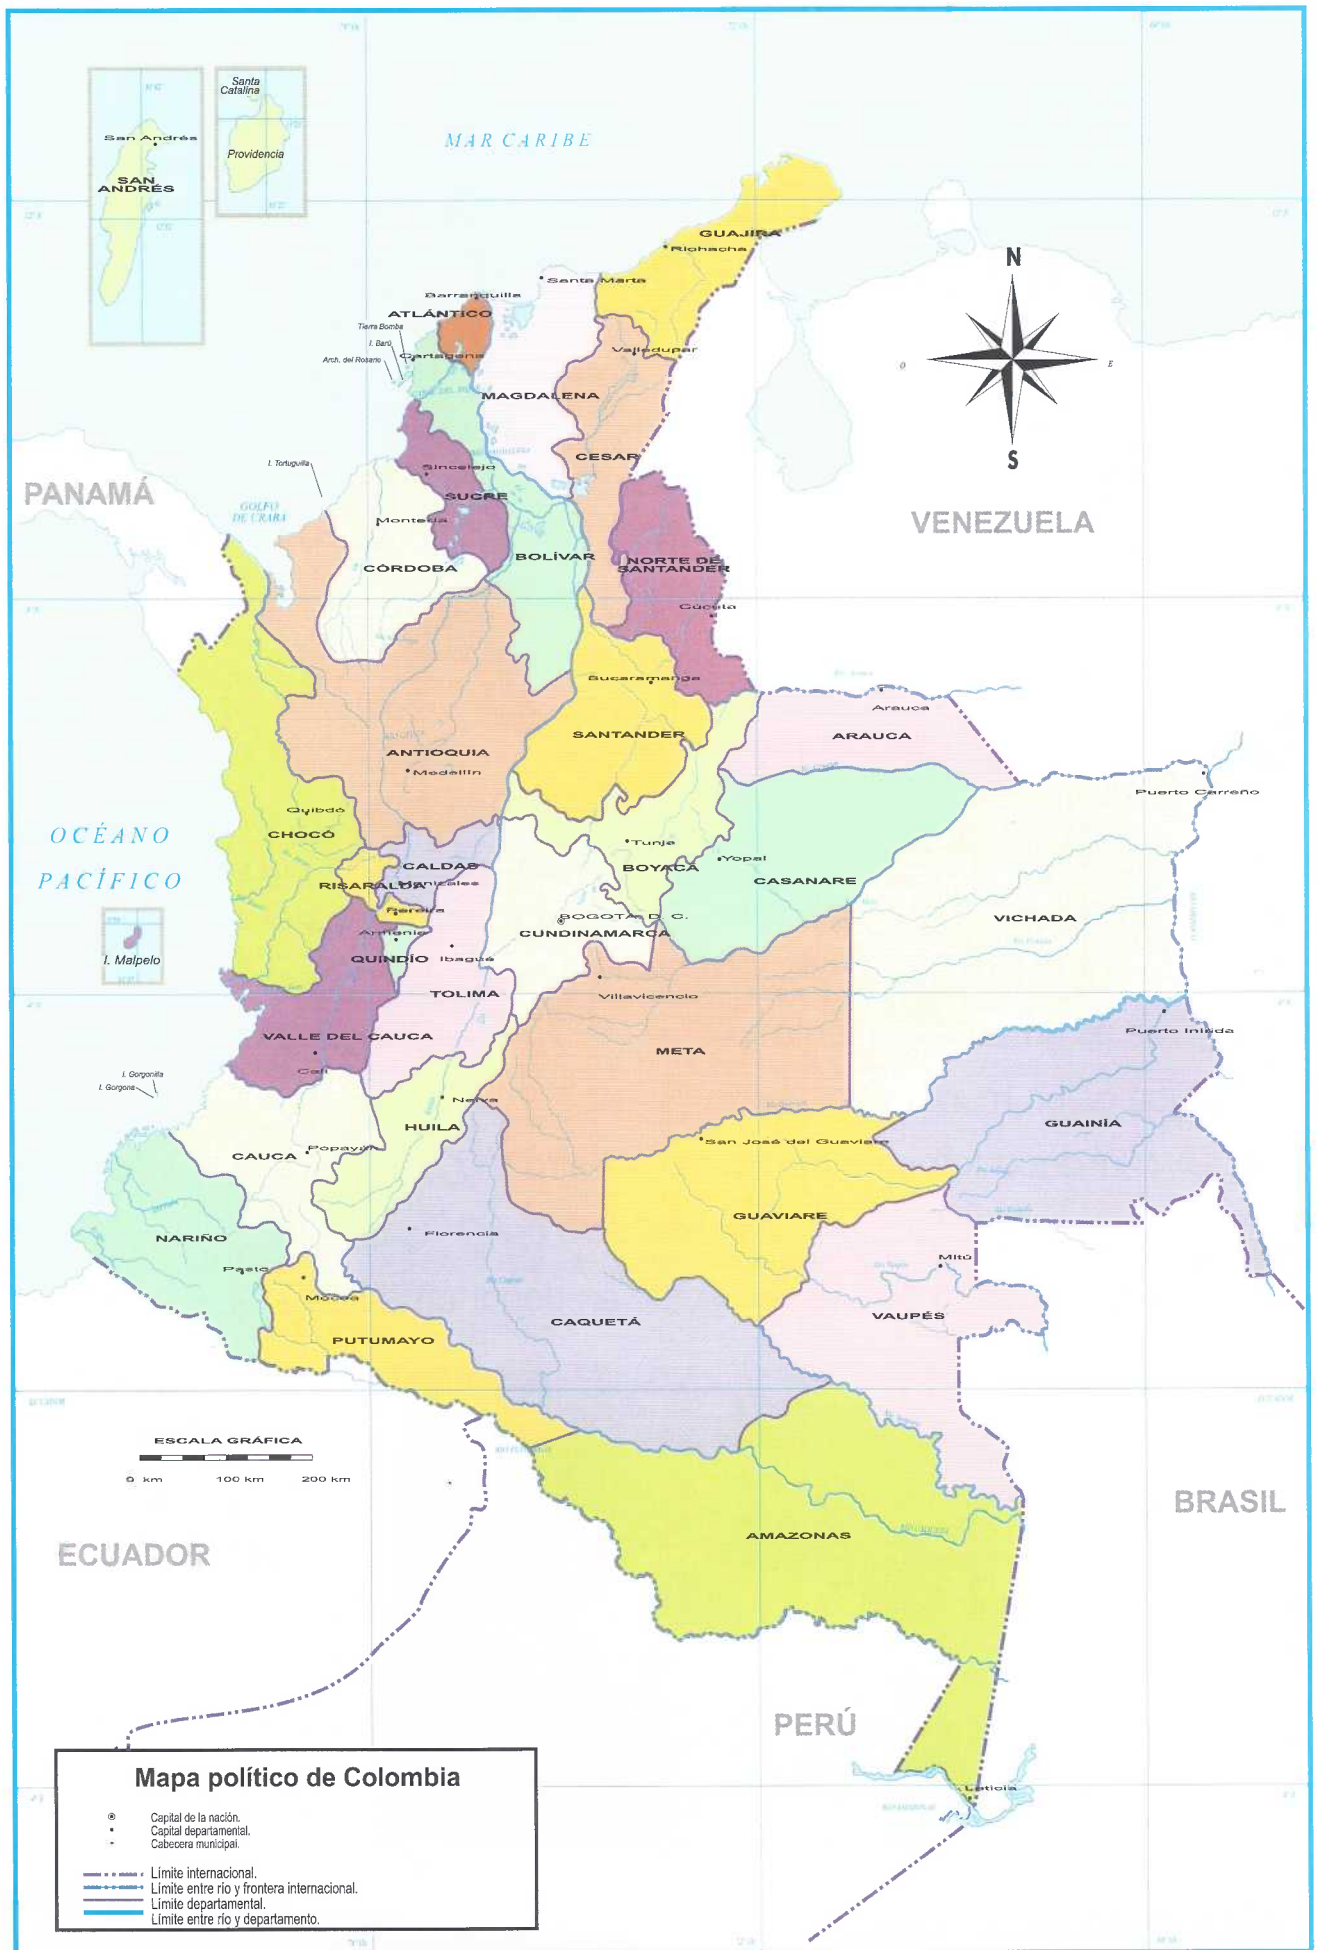 Santa
Catalina
San Andrés
Providencia
SAN
ANDRÉS
MAR CARIBE
GUAJIRA
Riohacha
N
Santa Marta
Barranquilla
ATLÁNTICO
Tierra Bomba
I. Barú
Arch. del Rosario
Cartagena
Valledupar
O
E
MAGDALENA
CESAR
S
I. Tortuguilla
Sincelejo
SUCRE
PANAMÁ
GOLFO
DE URABA
Montería
VENEZUELA
BOLÍVAR
CÓRDOBA
NORTE DE
SANTANDER
Cúcuta
Bucaramanga
Arauca
SANTANDER
ARAUCA
ANTIOQUIA
Medellín
Puerto Carreño
Quibdó
CHOCÓ
OCÉANO
PACÍFICO
Tunja
Yopal
CALDAS
BOYACÁ
CASANARE
RISARALDA
Manizales
Pereira
BOGOTA, D. C.
VICHADA
Armenia
CUNDINAMARCA
I. Malpelo
QUINDÍO
Ibagué
TOLIMA
Villavicencio
VALLE DEL CAUCA
META
Puerto Inírida
Cali
I. Gorgonilla
I. Gorgona
Neiva
HUILA
GUAINÍA
San José del Guaviare
CAUCA
Popayán
GUAVIARE
Florencia
NARIÑO
Pasto
Mitú
Mocoa
VAUPÉS
CAQUETÁ
PUTUMAYO
ESCALA GRÁFICA
0 km
100 km
200 km
BRASIL
AMAZONAS
ECUADOR
PERÚ
Leticia
Mapa político de Colombia
Capital de la nación.
Capital departamental.
Cabecera municipal.
Límite internacional.
Límite entre río y frontera internacional.
Límite departamental.
Límite entre río y departamento.